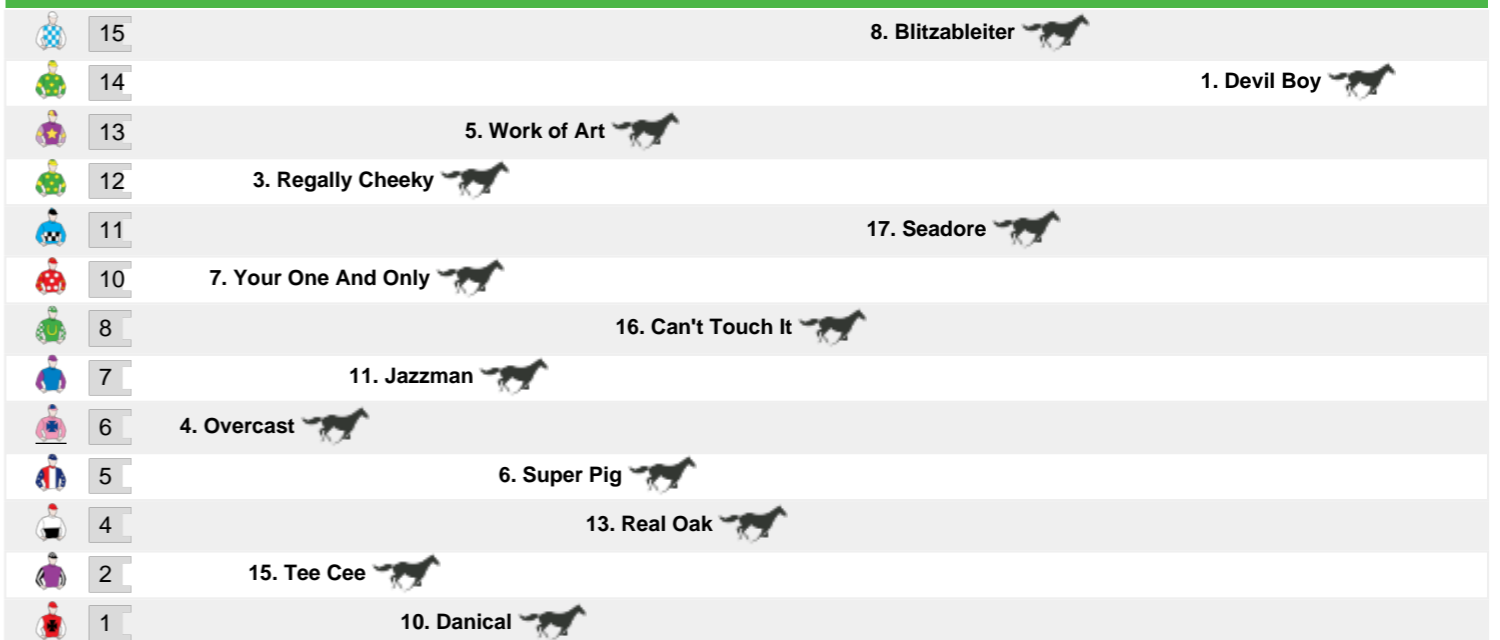 15 8. Blitzableiter
14 1. Devil Boy
13 5. Work of Art
12 3. Regally Cheeky
11 17. Seadore
10 7. Your One And Only
8 16. Can't Touch It
7 11. Jazzman
6 4. Overcast
5 6. Super Pig
4 13. Real Oak
2 15. Tee Cee
1 10. Danical